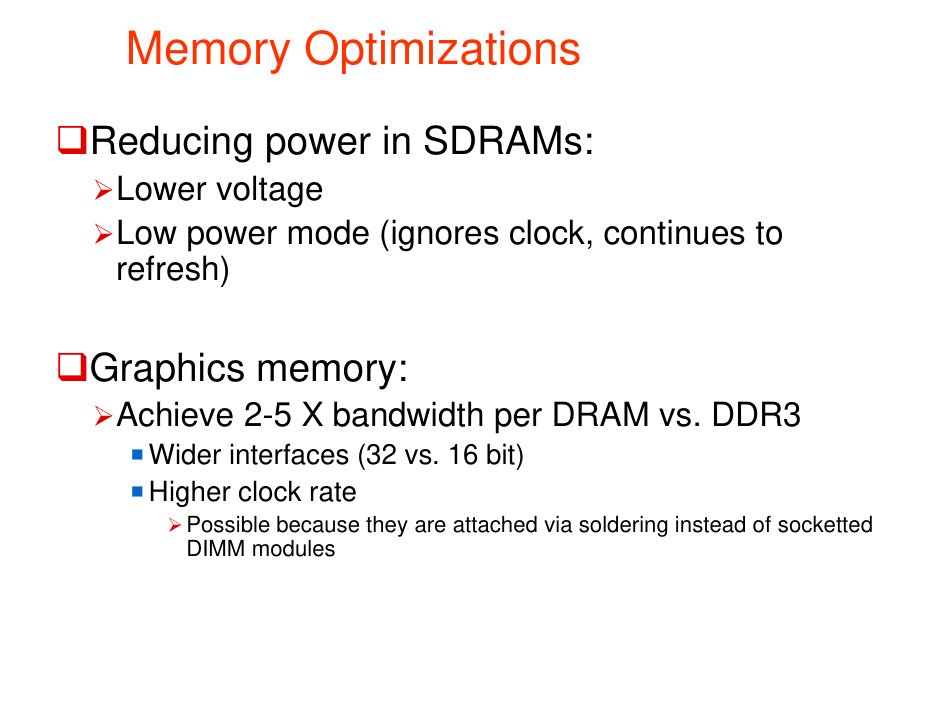 Memory Optimizations
Reducing power in SDRAMs:
Lower voltage
Low power mode (ignores clock, continues to
refresh)
Graphics memory:
Achieve 2-5 X bandwidth per DRAM vs. DDR3
Wider interfaces (32 vs. 16 bit)
Higher clock rate
Possible because they are attached via soldering instead of socketted
DIMM modules